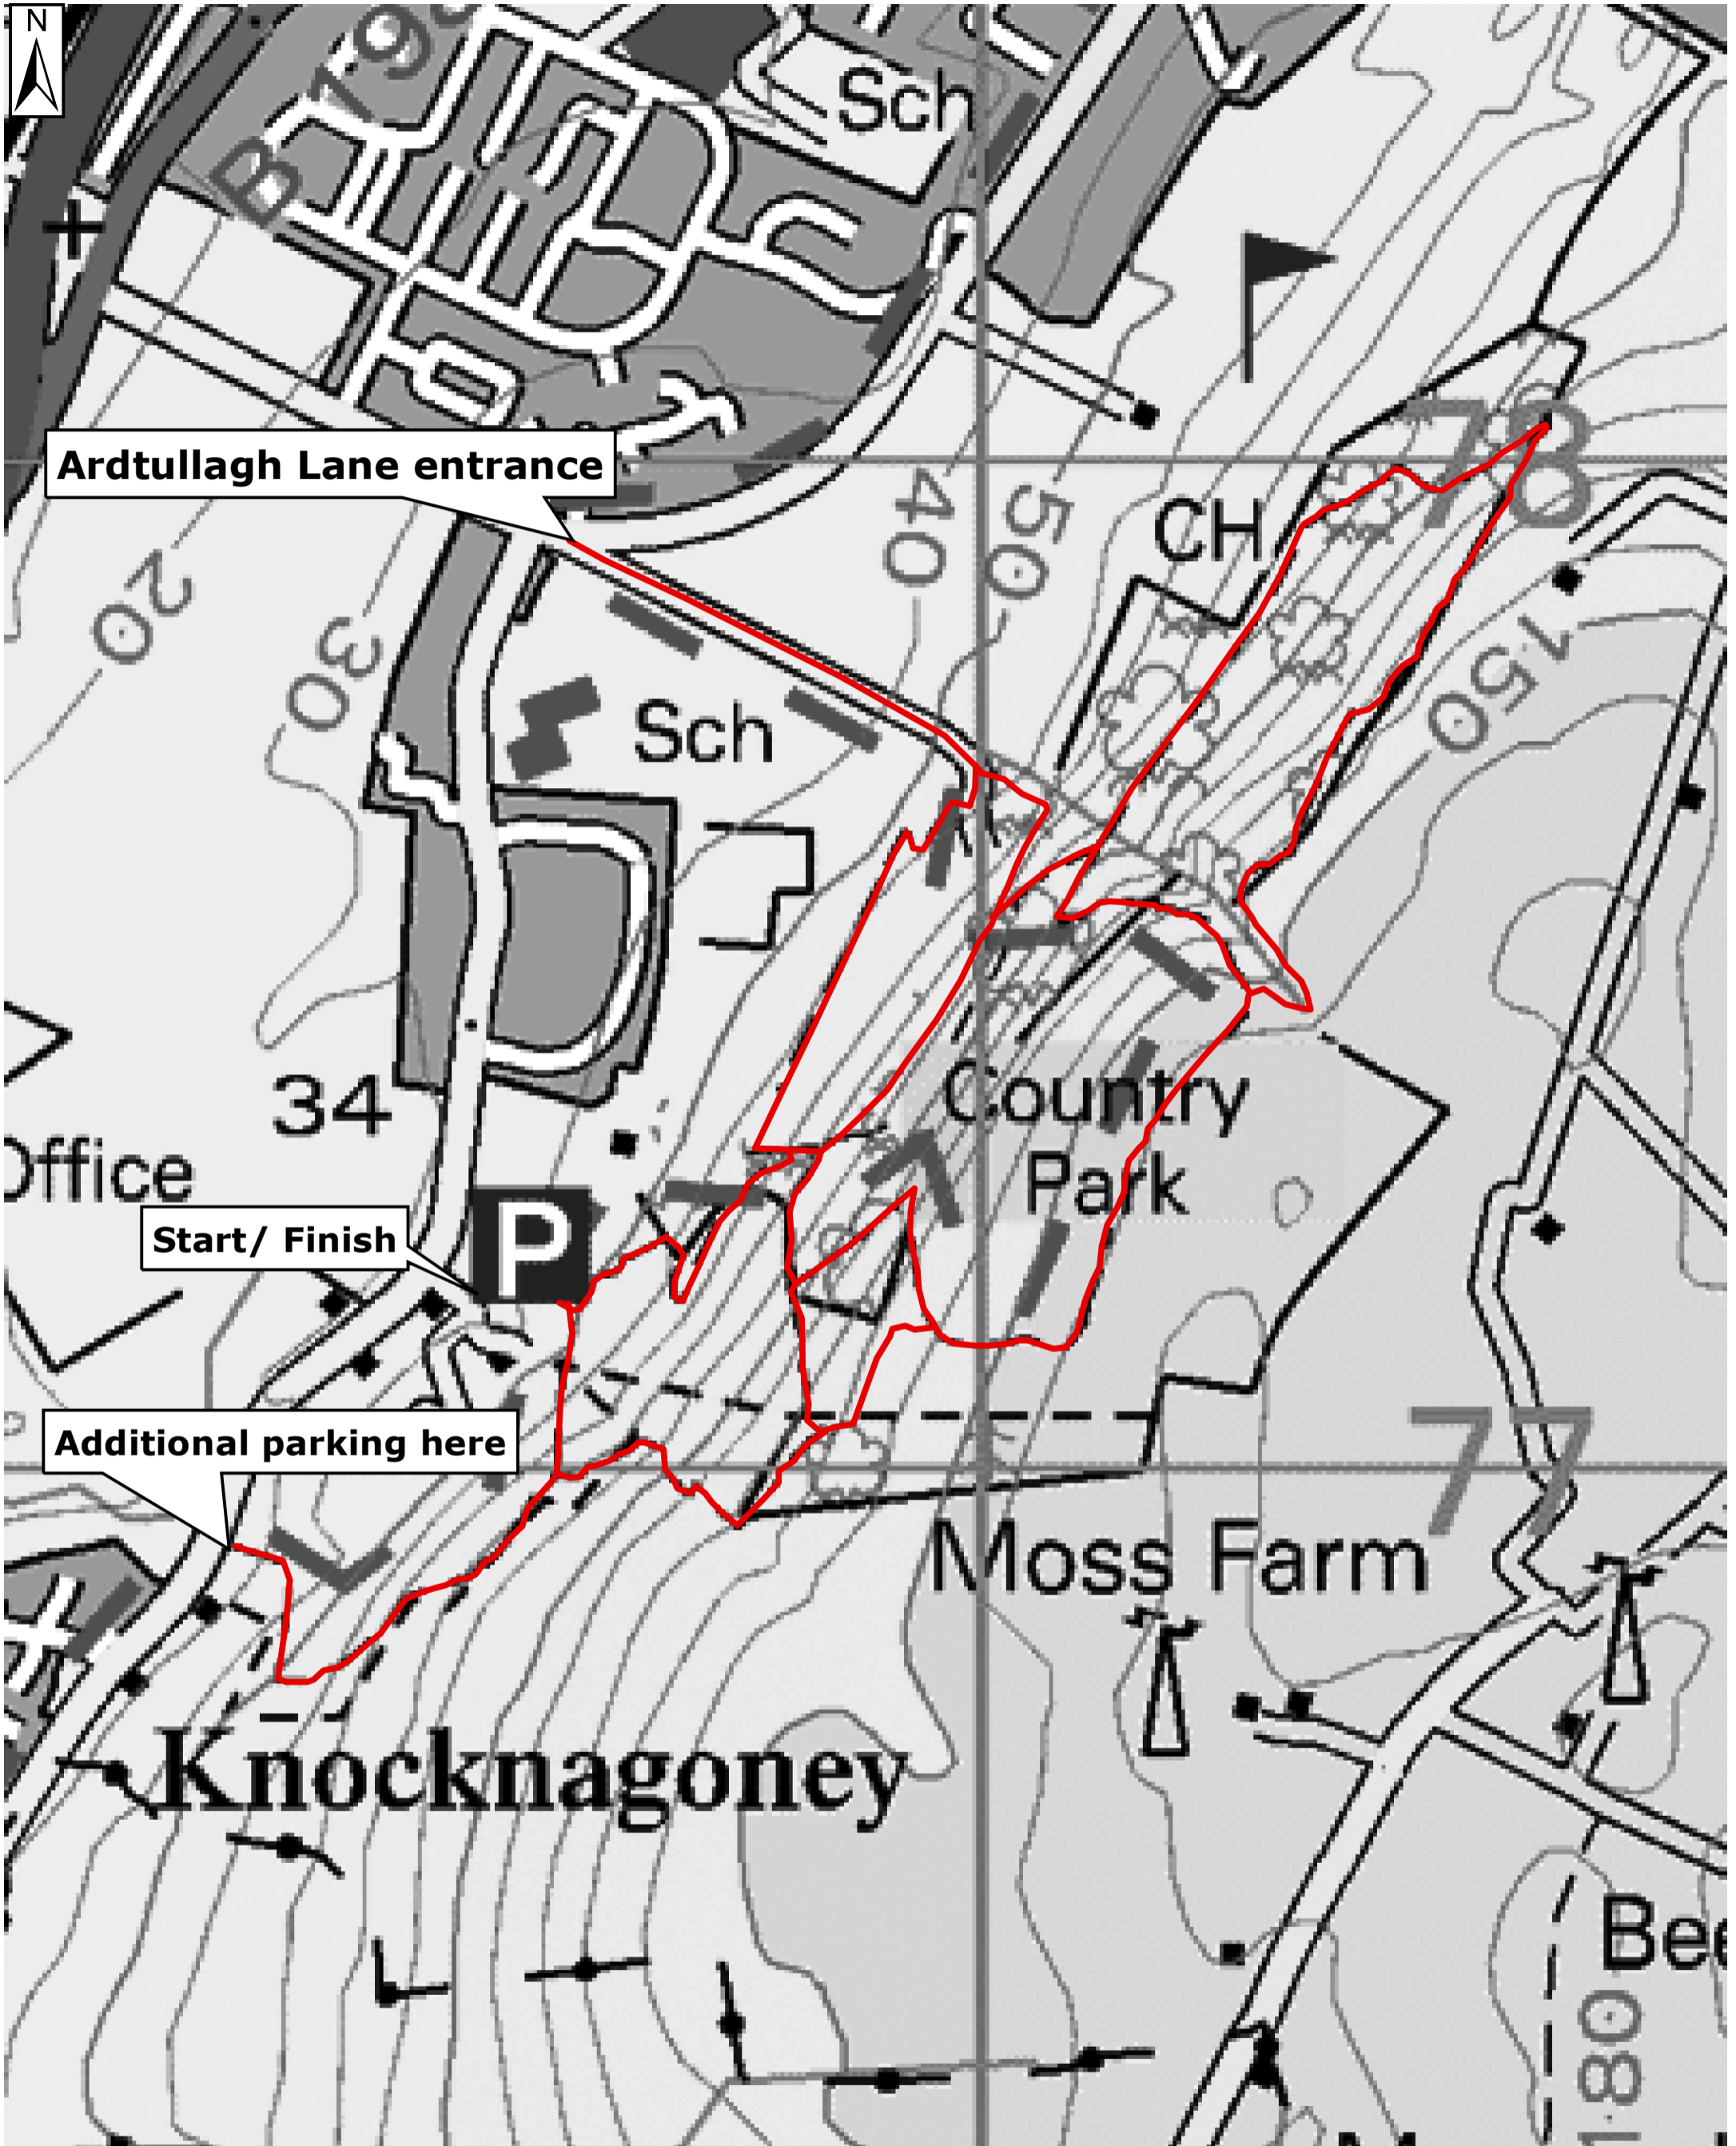 N
Sch
Ardtullagh Lane entrance
78
40
50
CH
20
30
150
Sch
34
Country
Park
Office
P
Start/ Finish
Additional parking here
77
Moss Farm
Knocknagoney
180